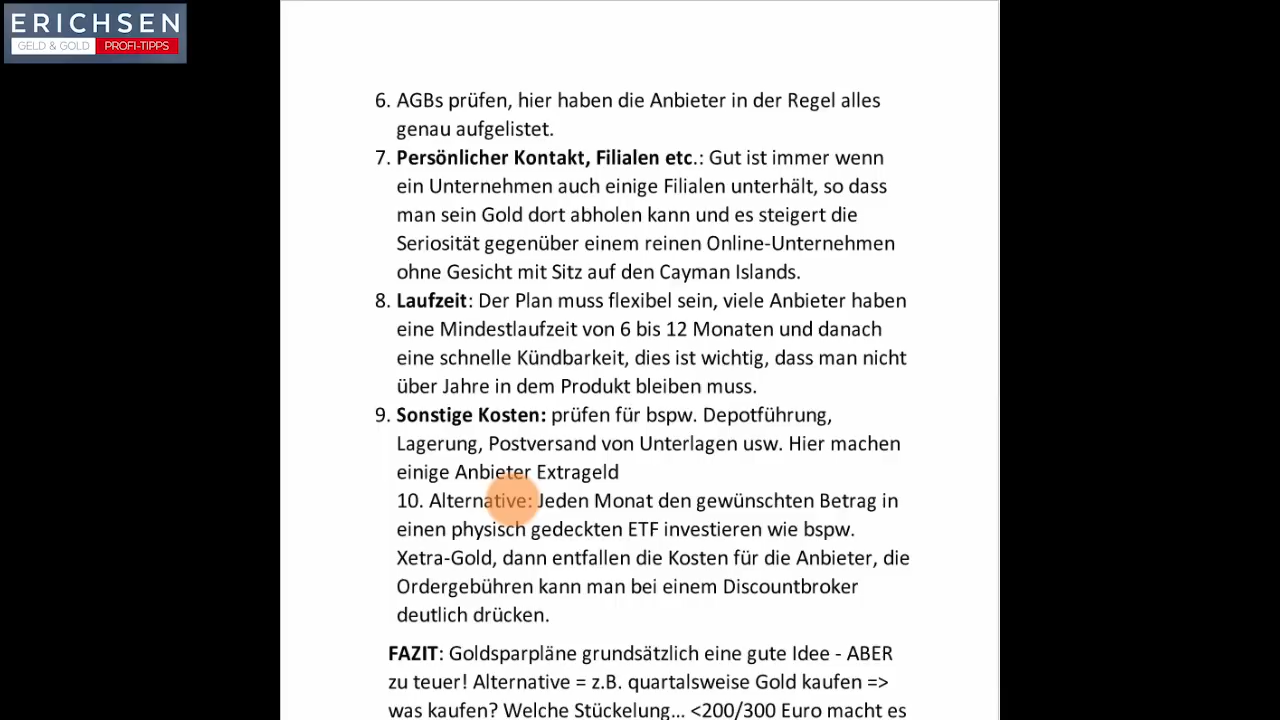 ERICHSEN
GELD & GOLD PROFI-TIPPS
6. AGBs prüfen, hier haben die Anbieter in der Regel alles
genau aufgelistet.
7. Persönlicher Kontakt, Filialen etc.: Gut ist immer wenn
ein Unternehmen auch einige Filialen unterhält, so dass
man sein Gold dort abholen kann und es steigert die
Seriosität gegenüber einem reinen Online-Unternehmen
ohne Gesicht mit Sitz auf den Cayman Islands.
8. Laufzeit: Der Plan muss flexibel sein, viele Anbieter haben
eine Mindestlaufzeit von 6 bis 12 Monaten und danach
eine schnelle Kündbarkeit, dies ist wichtig, dass man nicht
über Jahre in dem Produkt bleiben muss.
9. Sonstige Kosten: prüfen für bspw. Depotführung,
Lagerung, Postversand von Unterlagen usw. Hier machen
einige Anbieter Extrageld
10. Alternative: Jeden Monat den gewünschten Betrag in
einen physisch gedeckten ETF investieren wie bspw.
Xetra-Gold, dann entfallen die Kosten für die Anbieter, die
Ordergebühren kann man bei einem Discountbroker
deutlich drücken.
FAZIT: Goldsparpläne grundsätzlich eine gute Idee - ABER
zu teuer! Alternative = z.B. quartalsweise Gold kaufen =>
was kaufen? Welche Stückelung... <200/300 Euro macht es